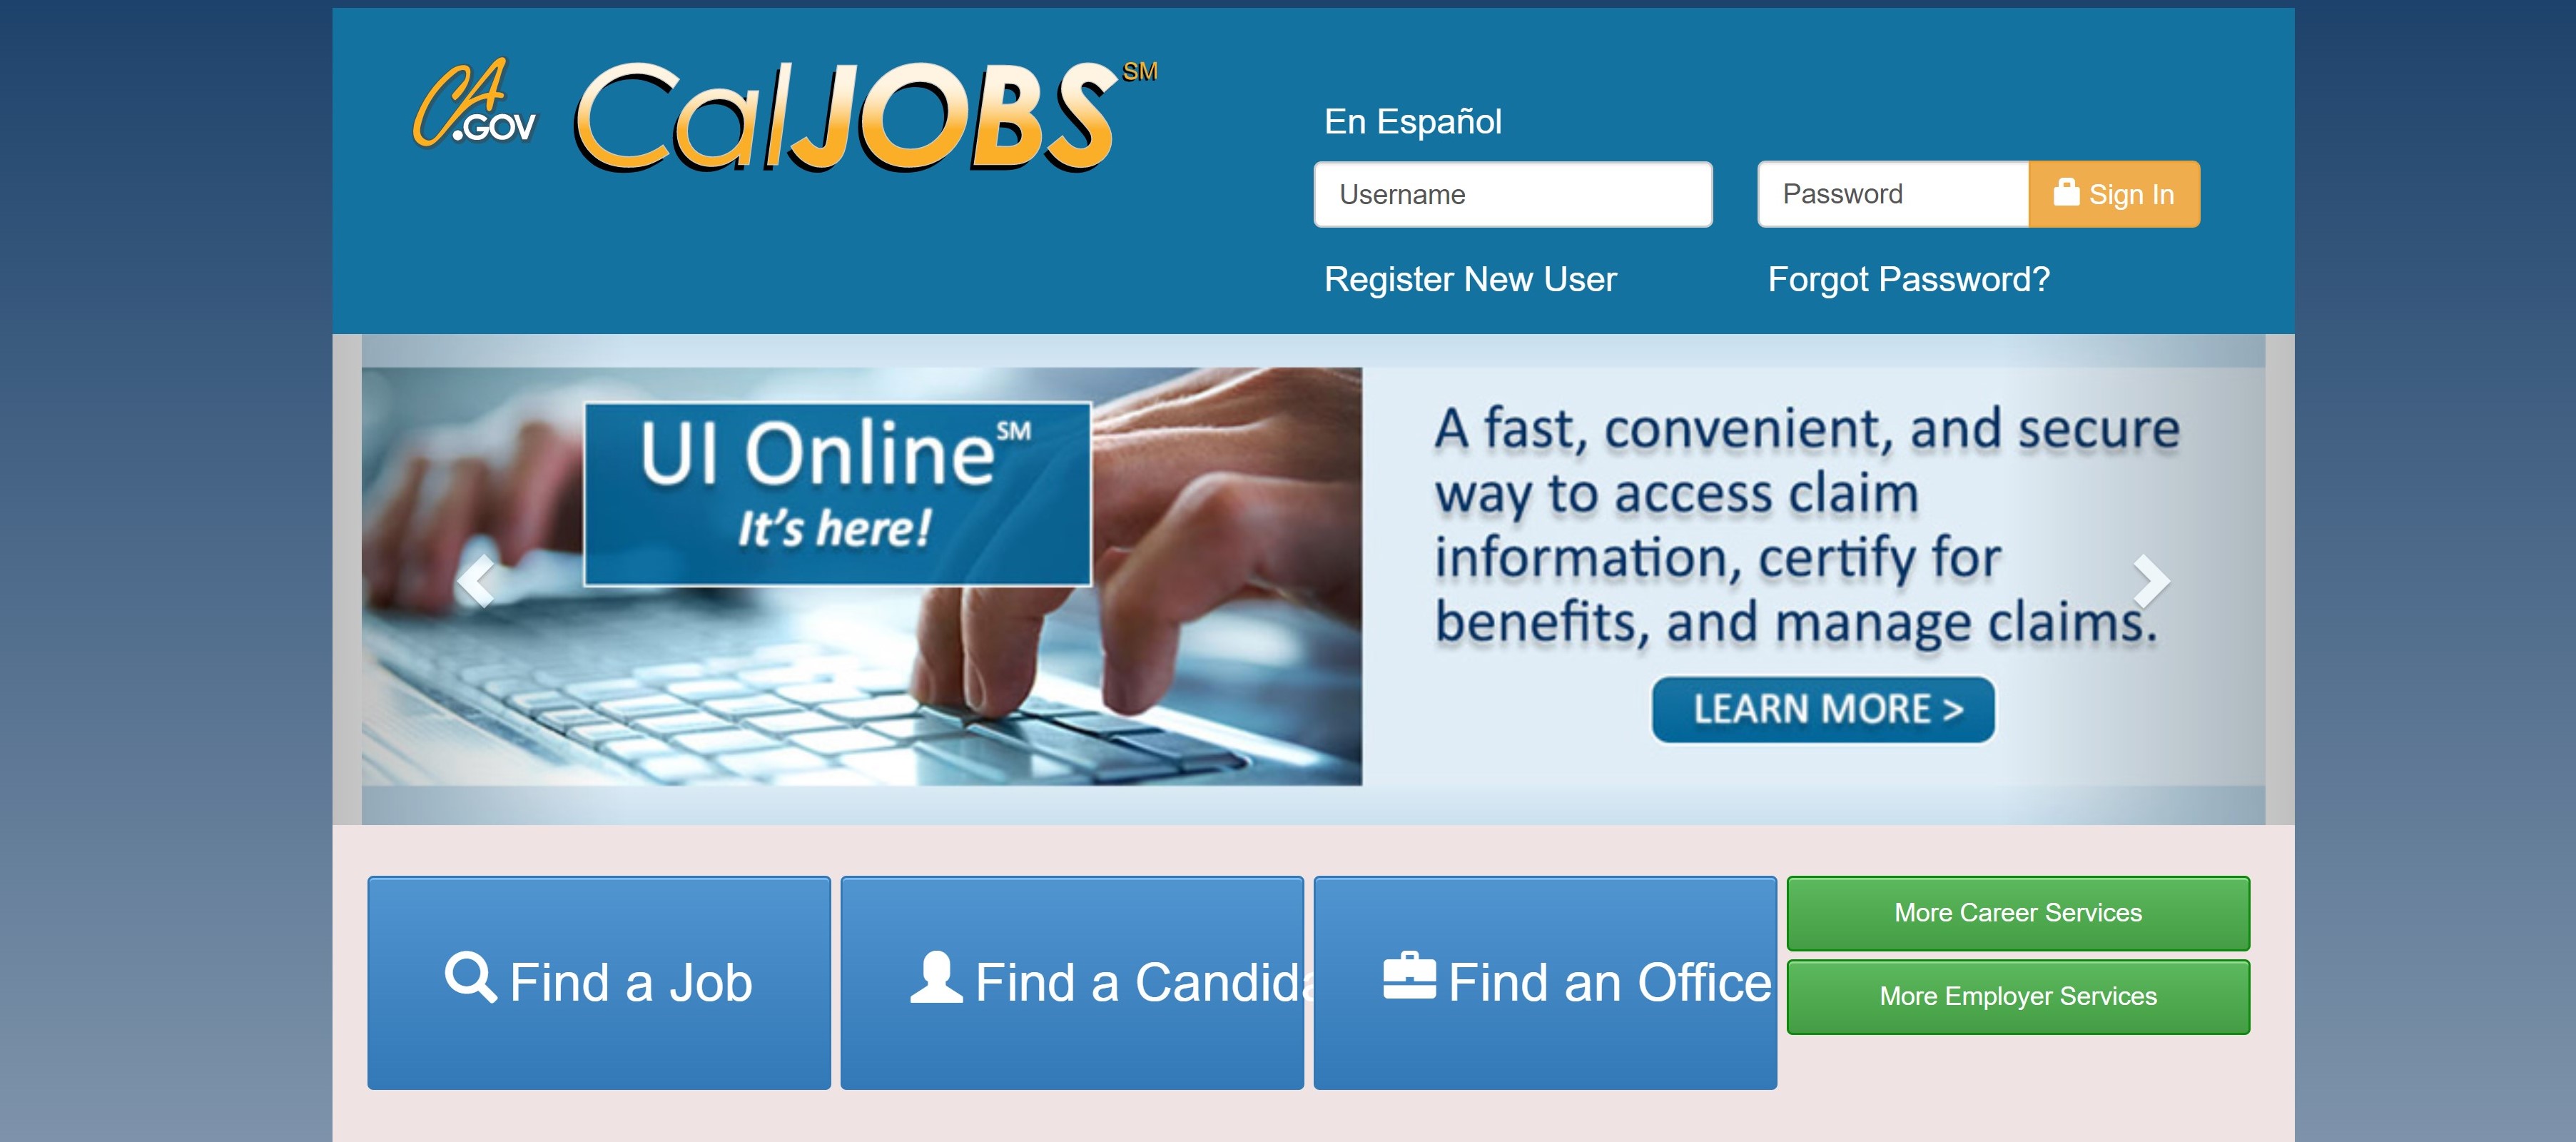 CA.GOV
CalJOBS SM
En Español
Username
Password
Sign In
Register New User
Forgot Password?
UI Online SM
It's here!
A fast, convenient, and secure
way to access claim
information, certify for
benefits, and manage claims.
LEARN MORE >
Find a Job
Find a Candida
Find an Office
More Career Services
More Employer Services